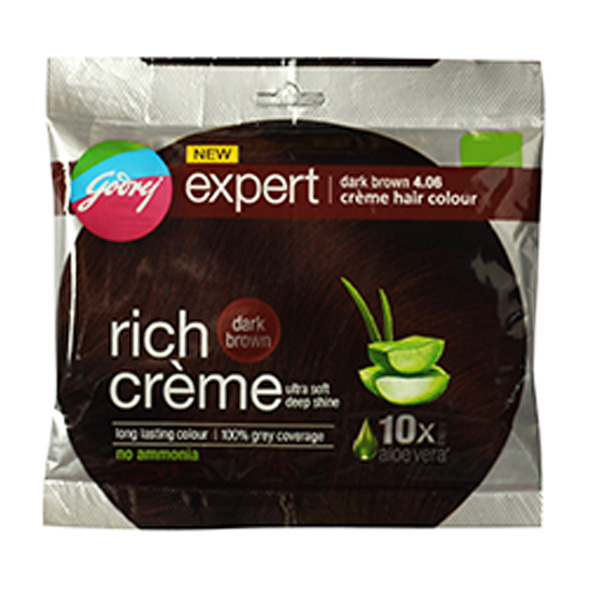 NEW
Godrej
expert
dark brown 4.06
crème hair colour
rich
crème
dark
brown
ultra soft
deep shine
long lasting colour | 100% grey coverage
no ammonia
10x
aloe vera*